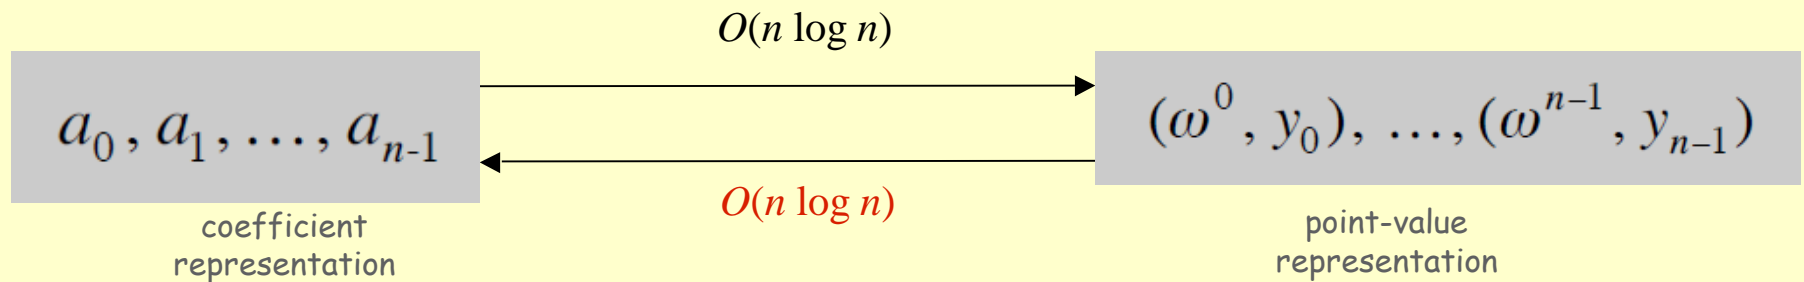 O(n log n)
a₀, a₁, …, aₙ₋₁
(ω⁰, y₀), …, (ωⁿ⁻¹, yₙ₋₁)
O(n log n)
coefficient
representation
point-value
representation